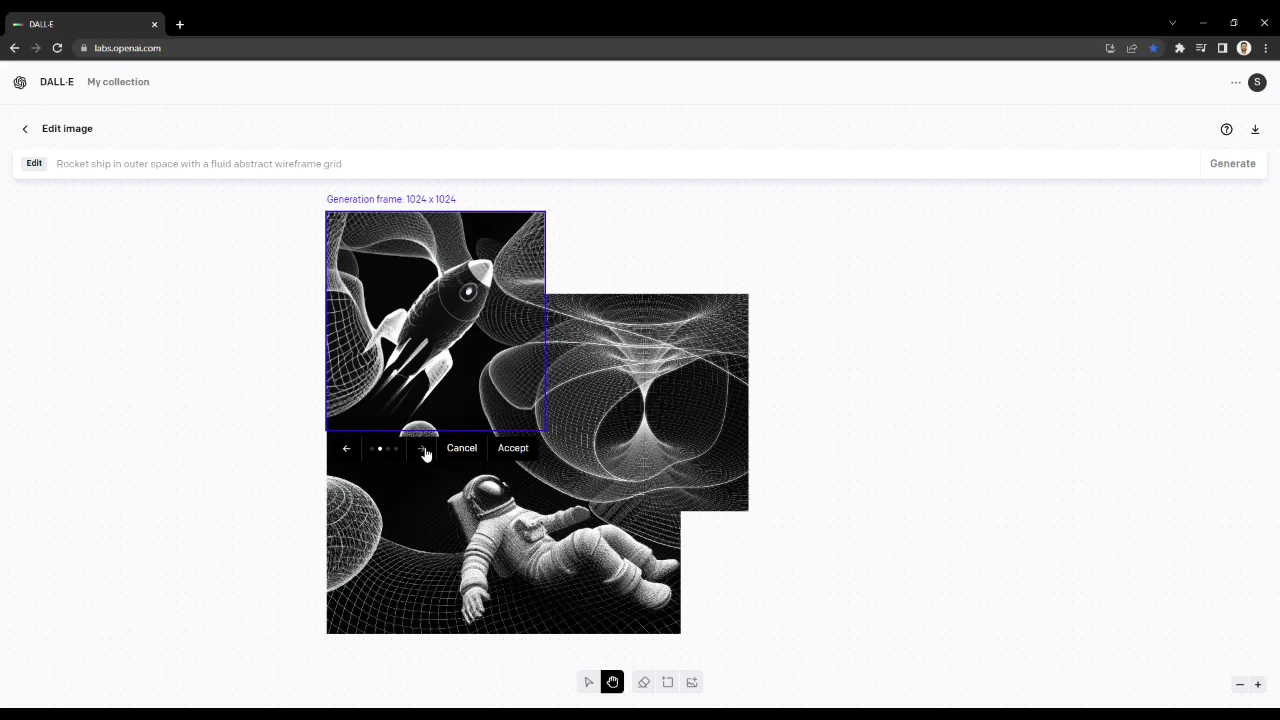 DALL·E
labs.openai.com
DALL·E My collection
S
Edit image
Edit Rocket ship in outer space with a fluid abstract wireframe grid Generate
Generation frame: 1024 x 1024
Cancel Accept